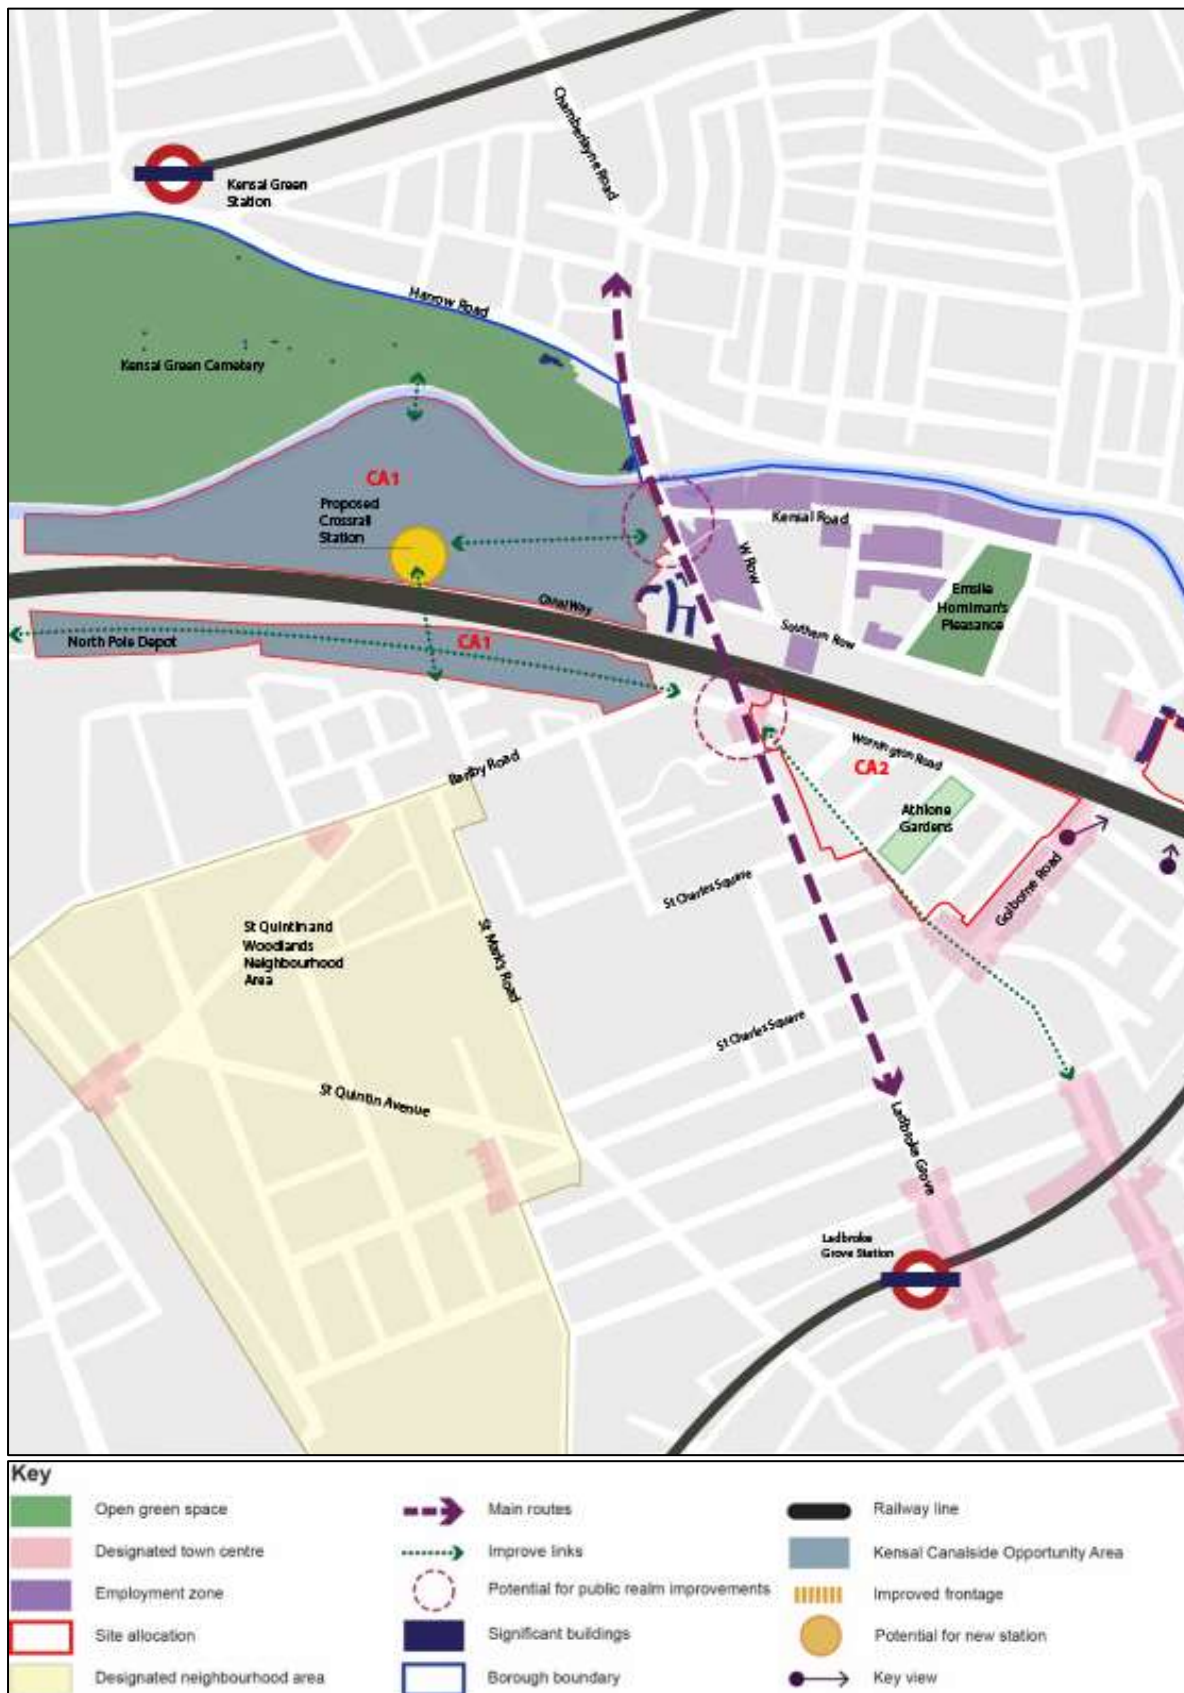 Chamberlayne Road
Kensal Green
Station
Harrow Road
Kensal Green Cemetery
CA1
Proposed
Crossrail
Station
Kensal Road
W Row
Emslie
Horniman's
Pleasance
Canal Way
Southern Row
North Pole Depot
CA1
Barlby Road
Wornington Road
CA2
Athlone
Gardens
Golborne Road
St Charles Square
St Quintin and
Woodlands
Neighbourhood
Area
St Mark's Road
St Charles Square
St Quintin Avenue
Ladbroke Grove
Ladbroke
Grove Station
Key
Open green space
Main routes
Railway line
Designated town centre
Improve links
Kensal Canalside Opportunity Area
Employment zone
Potential for public realm improvements
Improved frontage
Site allocation
Significant buildings
Potential for new station
Designated neighbourhood area
Borough boundary
Key view